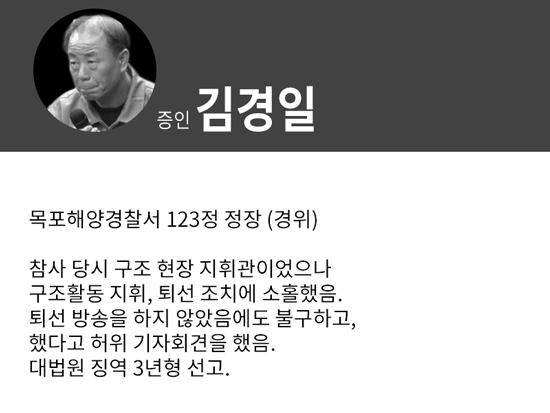 증인 김경일
목포해양경찰서 123정 정장 (경위)
참사 당시 구조 현장 지휘관이었으나
구조활동 지휘, 퇴선 조치에 소홀했음.
퇴선 방송을 하지 않았음에도 불구하고,
했다고 허위 기자회견을 했음.
대법원 징역 3년형 선고.